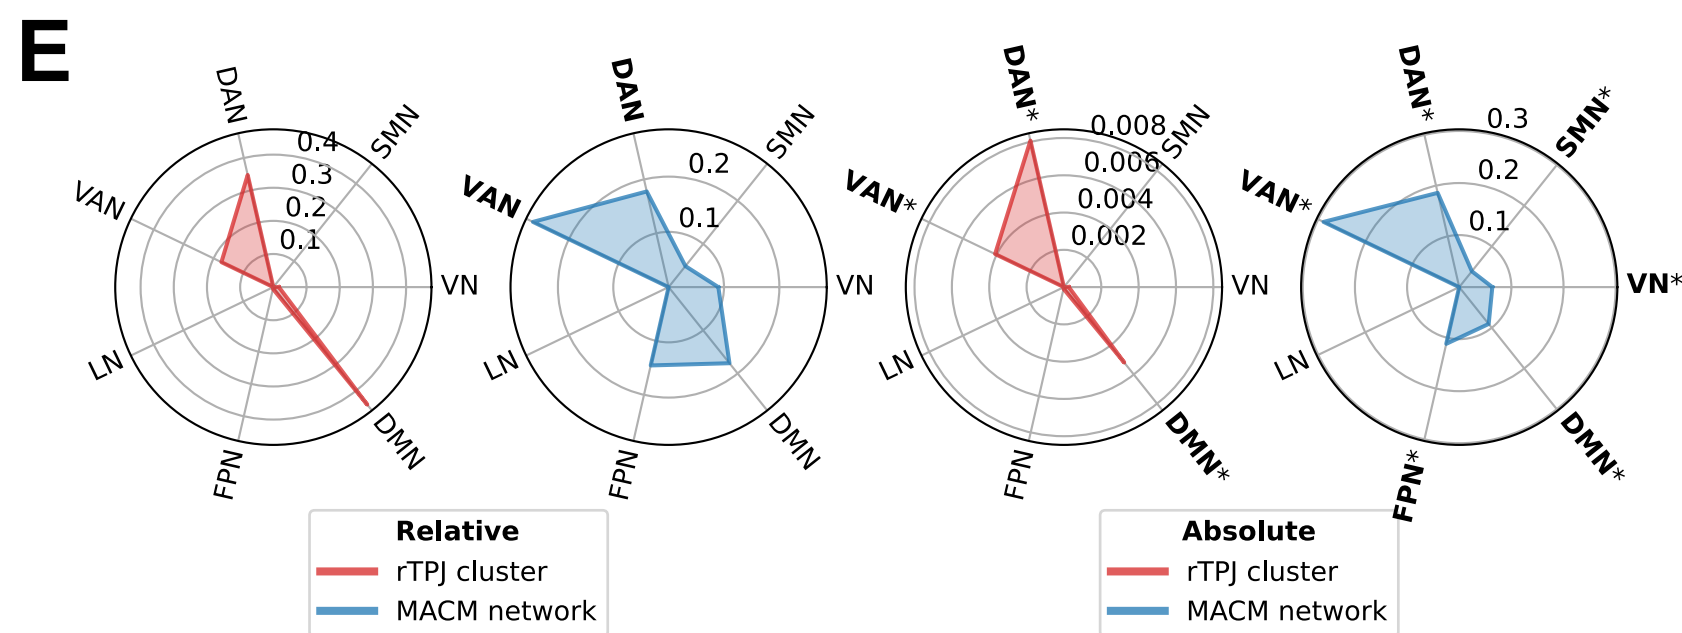 E
DAN
SMN
VAN
0.4
0.3
0.2
0.1
VN
LN
FPN
DMN
DAN
SMN
VAN
0.2
0.1
VN
LN
FPN
DMN
DAN*
SMN
VAN*
0.008
0.006
0.004
0.002
VN
LN
FPN
DMN*
DAN*
SMN*
VAN*
0.3
0.2
0.1
VN*
LN
FPN*
DMN*
Relative
rTPJ cluster
MACM network
Absolute
rTPJ cluster
MACM network